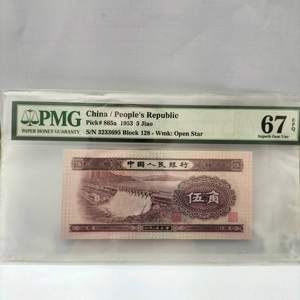 PMG
PAPER MONEY GUARANTY
China / People's Republic
Pick# 865a 1953 5 Jiao
S/N 3233695 Block 128 - Wmk: Open Star
67 EPQ
Superb Gem Unc
中國人民銀行
伍角